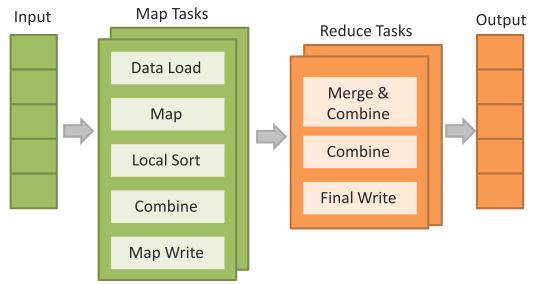 Input
Map Tasks
Data Load
Map
Local Sort
Combine
Map Write
Reduce Tasks
Merge &
Combine
Combine
Final Write
Output